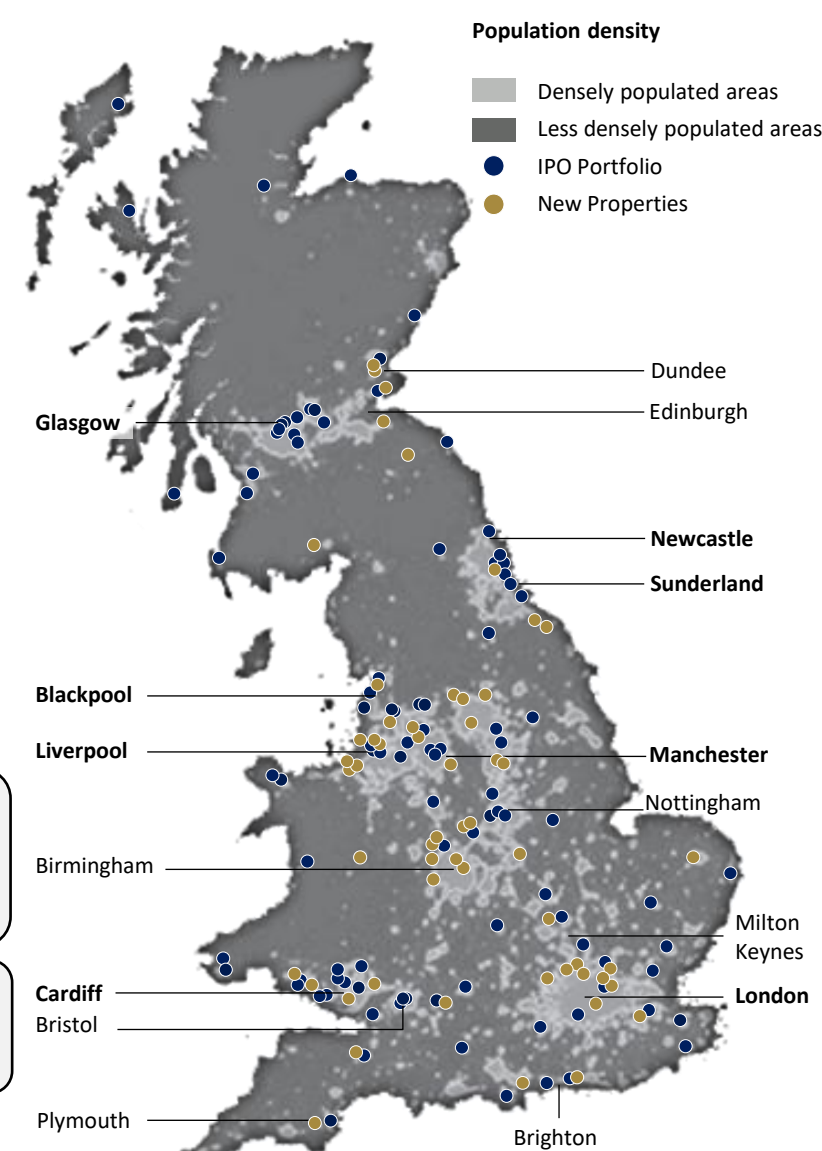 Population density
Densely populated areas
Less densely populated areas
IPO Portfolio
New Properties
Dundee
Edinburgh
Glasgow
Newcastle
Sunderland
Blackpool
Liverpool
Manchester
Nottingham
Birmingham
Milton
Keynes
Cardiff
London
Bristol
Plymouth
Brighton